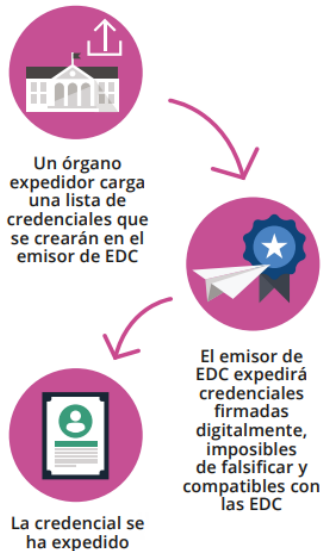 Un órgano
expedidor carga
una lista de
credenciales que
se crearán en el
emisor de EDC
El emisor de
EDC expedirá
credenciales
firmadas
digitalmente,
imposibles
de falsificar y
compatibles con
las EDC
La credencial se
ha expedido